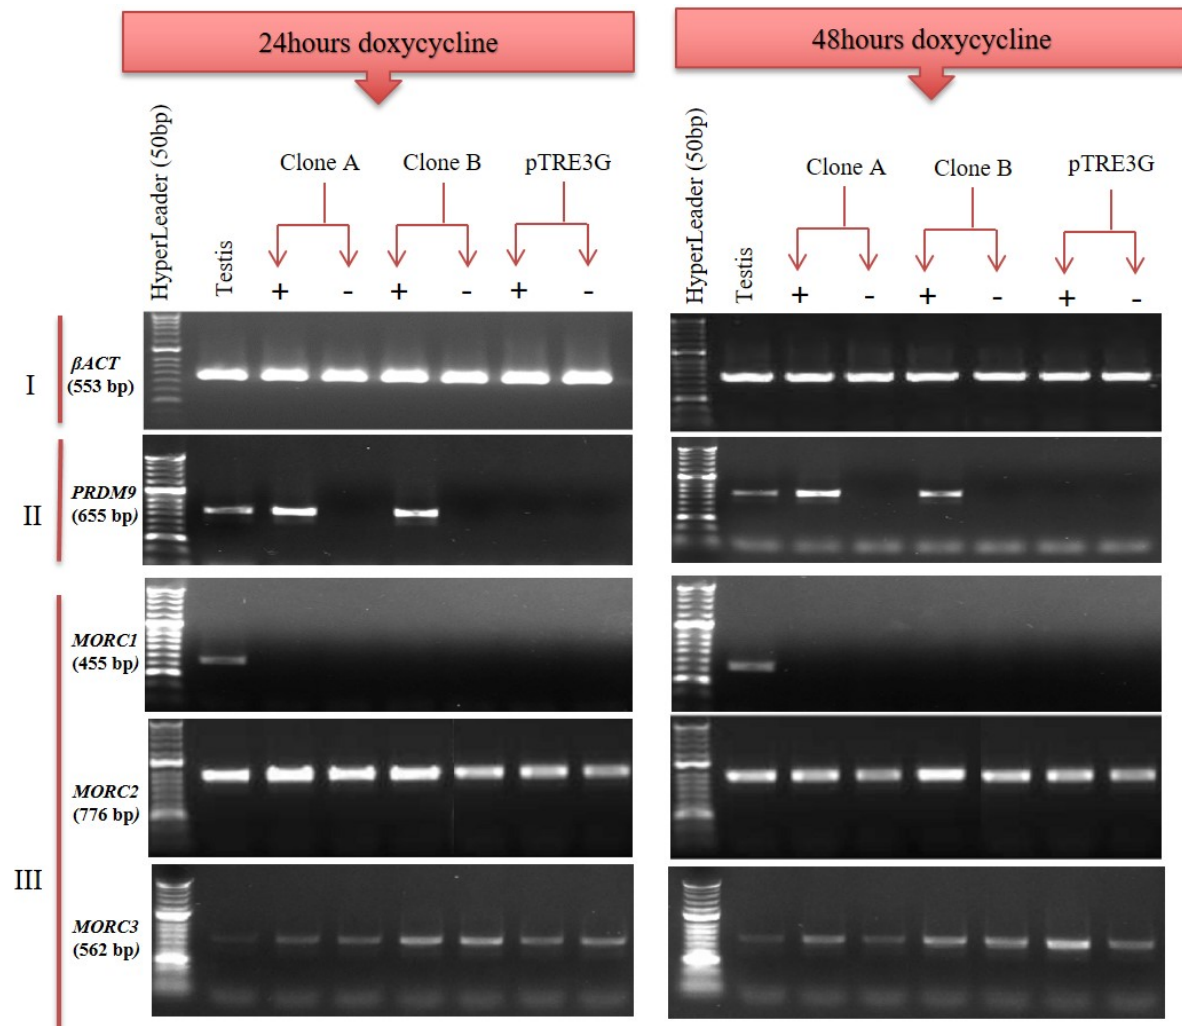 24hours doxycycline
48hours doxycycline
HyperLeader (50bp)
Testis
Clone A
Clone B
pTRE3G
+ - + - + -
HyperLeader (50bp)
Testis
Clone A
Clone B
pTRE3G
+ - + - + -
I
βACT
(553 bp)
II
PRDM9
(655 bp)
III
MORC1
(455 bp)
MORC2
(776 bp)
MORC3
(562 bp)